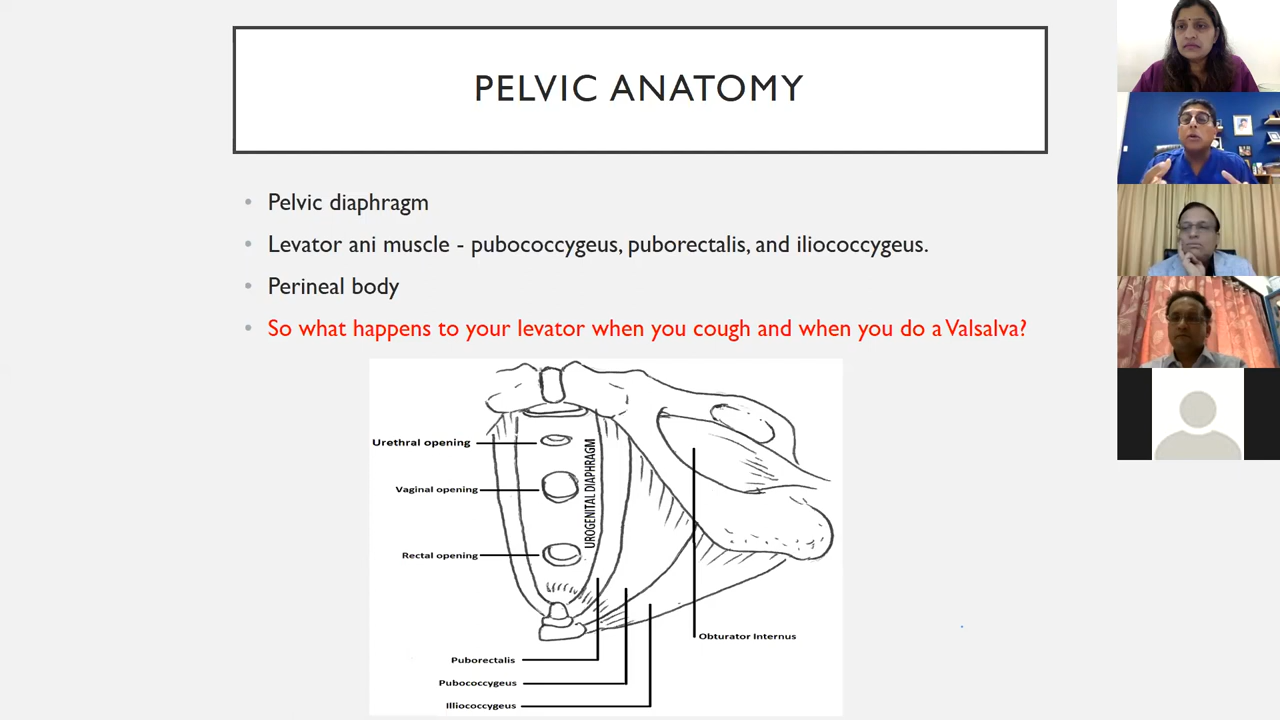 PELVIC ANATOMY
• Pelvic diaphragm
• Levator ani muscle - pubococcygeus, puborectalis, and iliococcygeus.
• Perineal body
• So what happens to your levator when you cough and when you do a Valsalva?
Urethral opening
Vaginal opening
Rectal opening
UROGENITAL DIAPHRAGM
Obturator Internus
Puborectalis
Pubococcygeus
Illiococcygeus